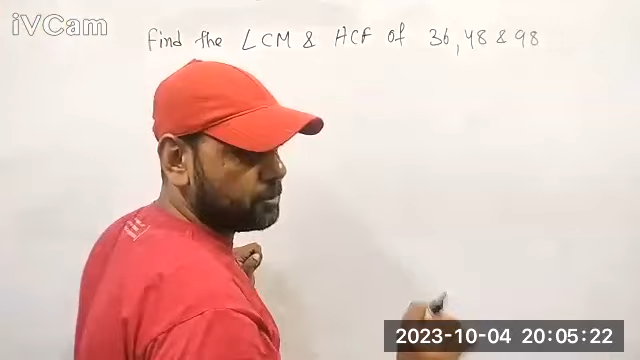 iVCam
Find the LCM & HCF of 36, 48 & 98
2023-10-04 20:05:22